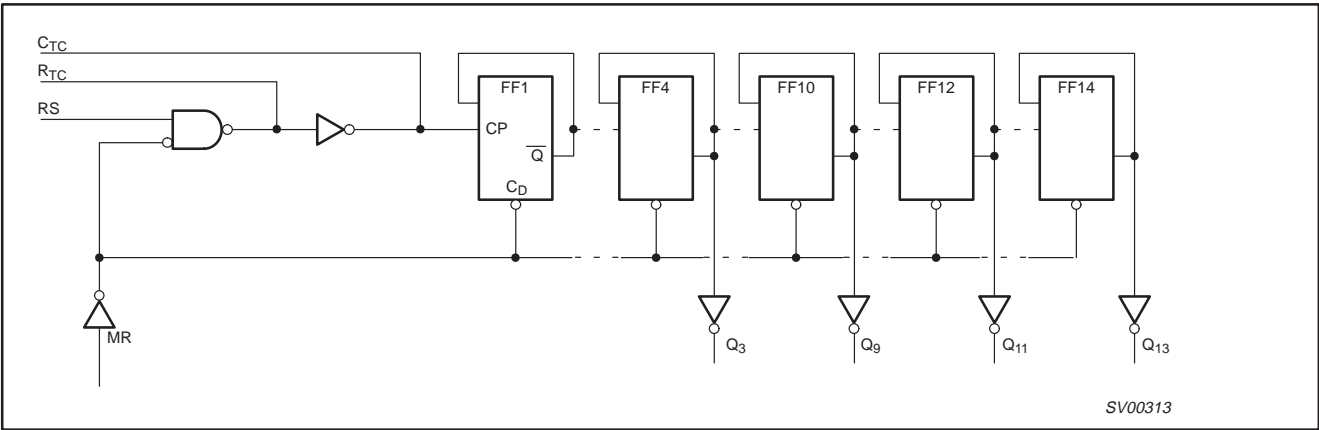 C_TC
R_TC
RS
FF1
FF4
FF10
FF12
FF14
CP
Q̅
C_D
MR
Q_3
Q_9
Q_11
Q_13
SV00313